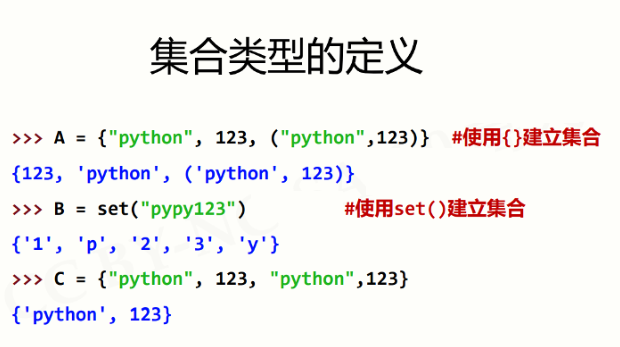 集合类型的定义
>>> A = {"python", 123, ("python",123)} #使用{}建立集合
{123, 'python', ('python', 123)}
>>> B = set("pypy123") #使用set()建立集合
{'1', 'p', '2', '3', 'y'}
>>> C = {"python", 123, "python",123}
{'python', 123}